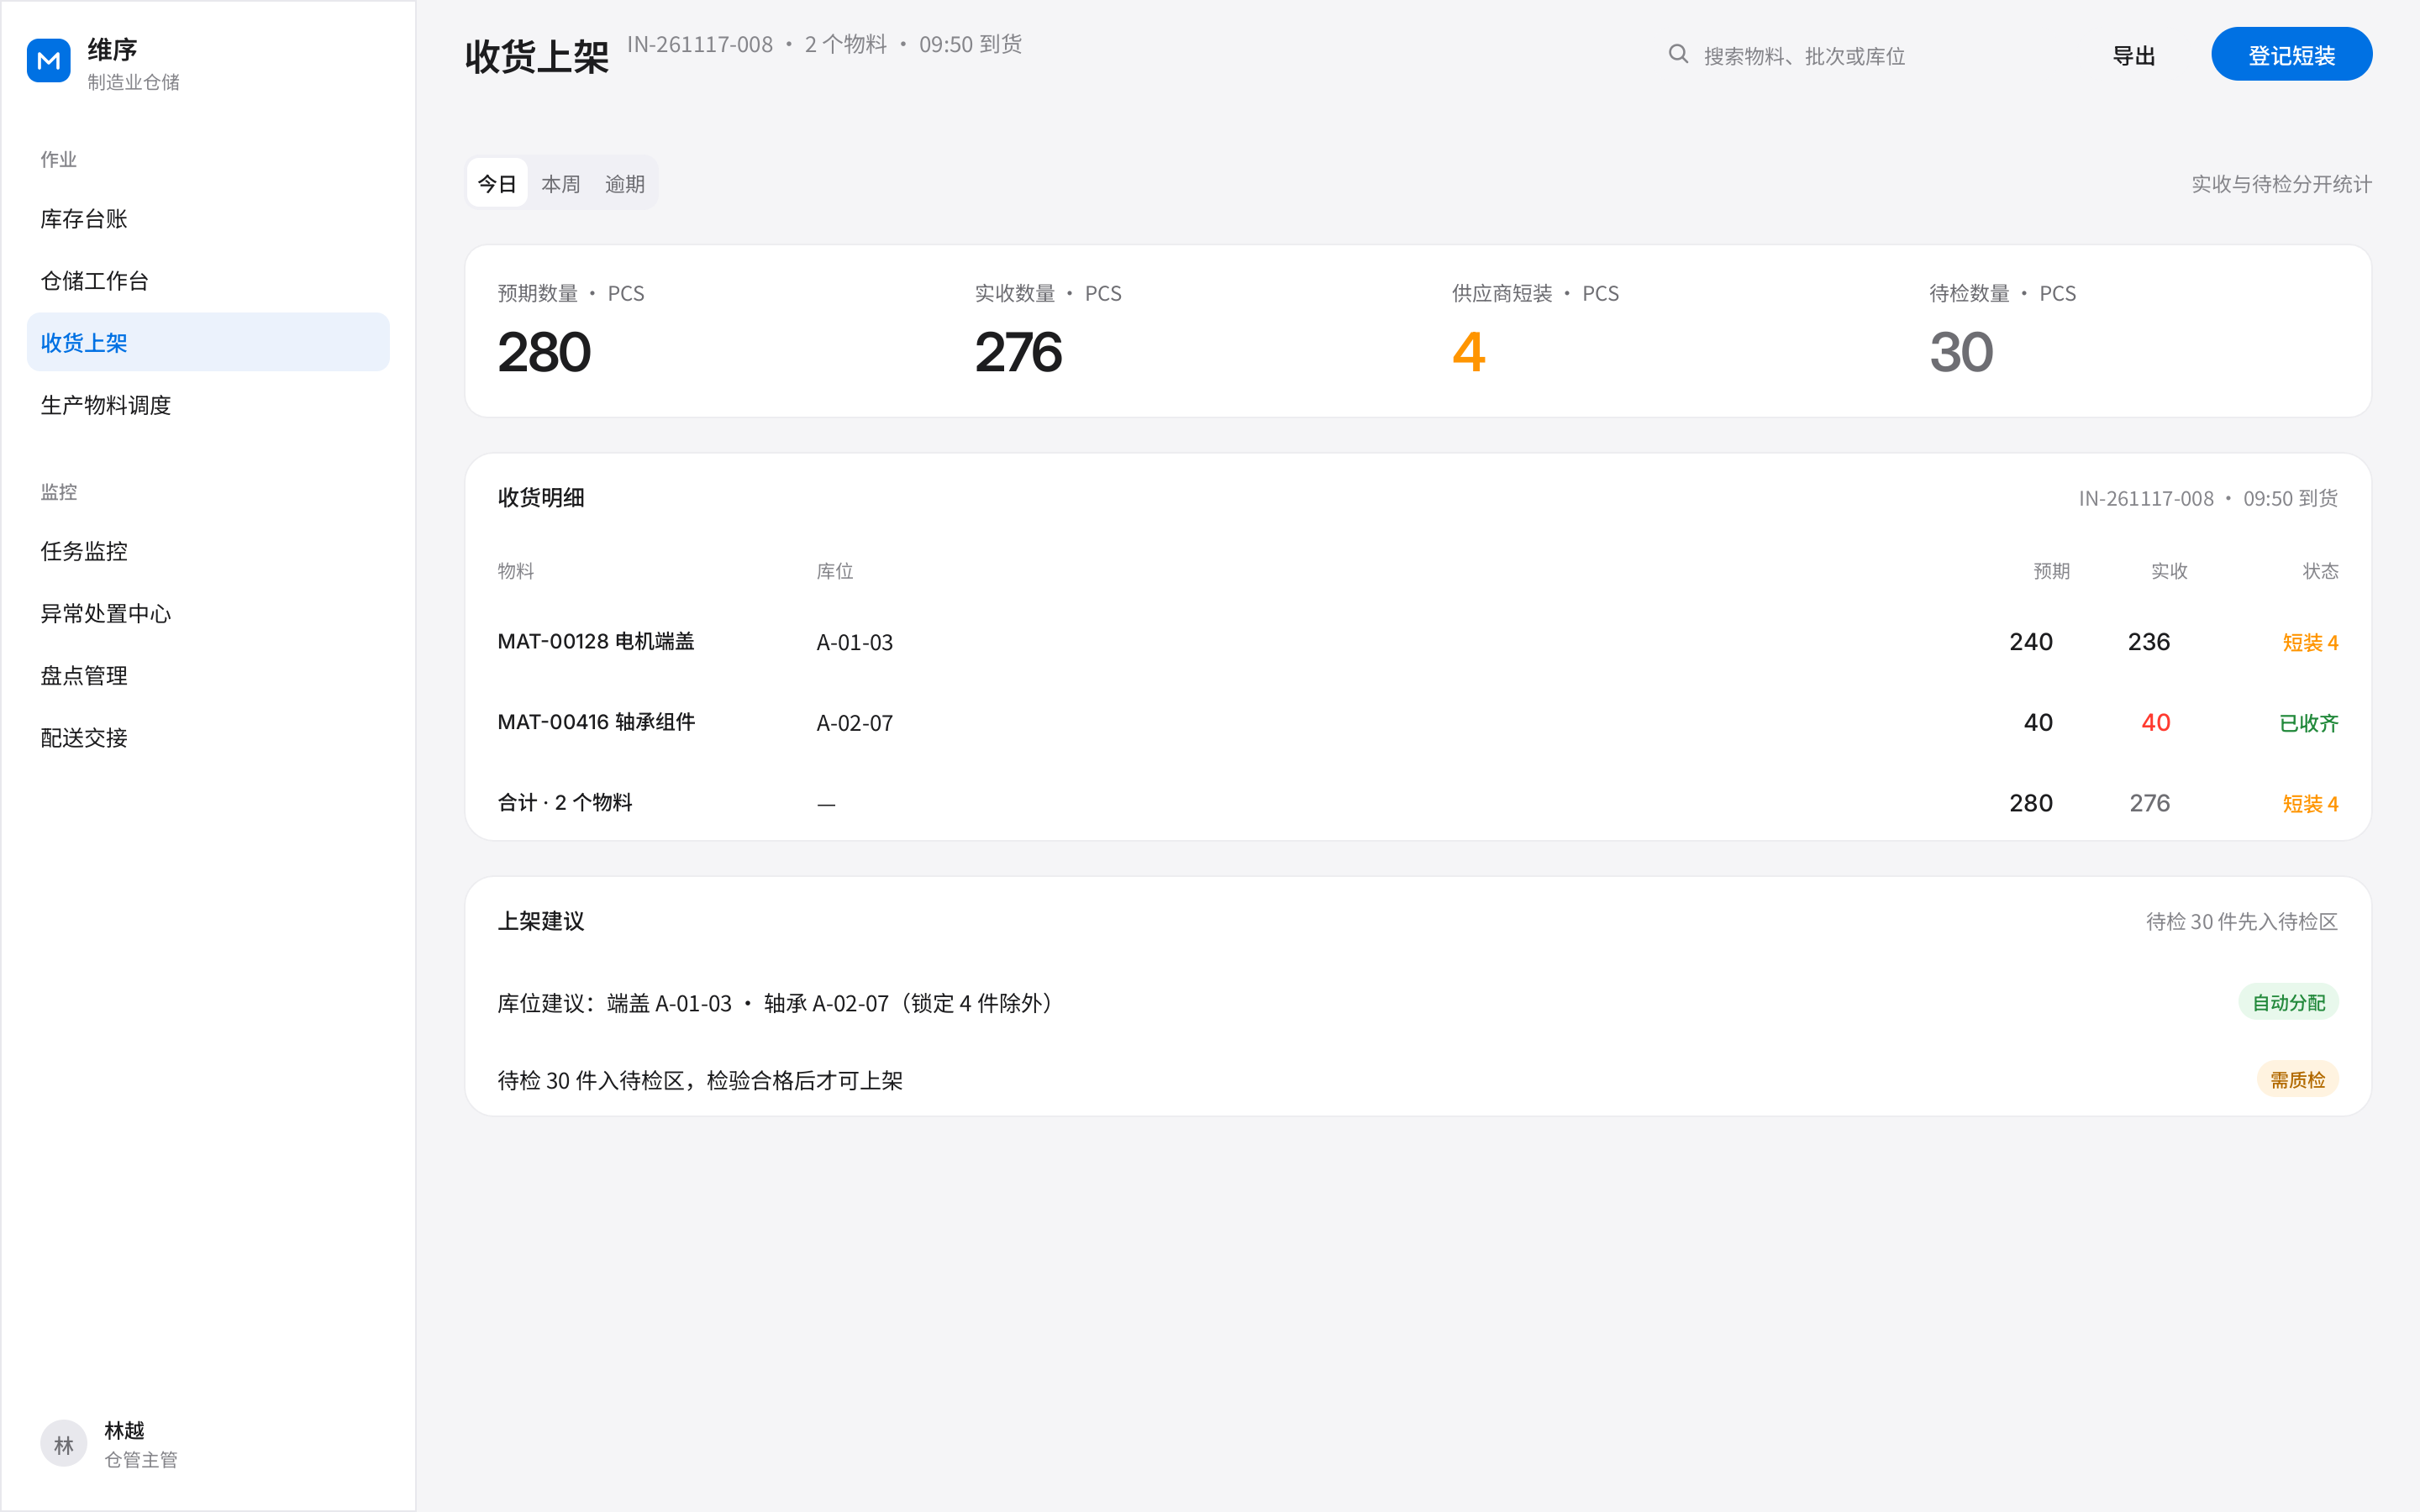 维序
制造业仓储
作业
库存台账
仓储工作台
收货上架
生产物料调度
监控
任务监控
异常处置中心
盘点管理
配送交接
林
林越
仓管主管
收货上架 IN-261117-008 • 2 个物料 • 09:50 到货
搜索物料、批次或库位
导出
登记短装
今日 本周 逾期
实收与待检分开统计
预期数量 • PCS 实收数量 • PCS 供应商短装 • PCS 待检数量 • PCS
280 276 4 30
收货明细 IN-261117-008 • 09:50 到货
物料 库位 预期 实收 状态
MAT-00128 电机端盖 A-01-03 240 236 短装 4
MAT-00416 轴承组件 A-02-07 40 40 已收齐
合计 · 2 个物料 — 280 276 短装 4
上架建议 待检 30 件先入待检区
库位建议：端盖 A-01-03 • 轴承 A-02-07（锁定 4 件除外） 自动分配
待检 30 件入待检区，检验合格后才可上架 需质检